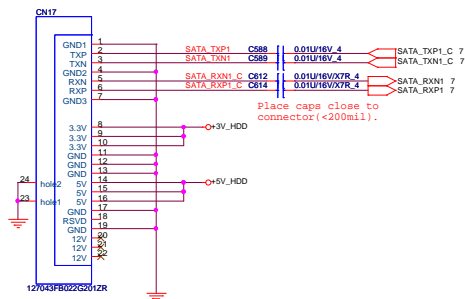 CN17
GND1 1
TXP 2 SATA_TXP1 C588 0.01U/16V_4 SATA_TXP1_C 7
TXN 3 SATA_TXN1 C589 0.01U/16V_4 SATA_TXN1_C 7
GND2 4
RXN 5 SATA_RXN1_C C612 0.01U/16V/X7R_4 SATA_RXN1 7
RXP 6 SATA_RXP1_C C614 0.01U/16V/X7R_4 SATA_RXP1 7
GND3 7
Place caps close to
connector(<200mil).
3.3V 8 +3V_HDD
3.3V 9
3.3V 10
GND 11
GND 12
GND 13
24 hole2 5V 14 +5V_HDD
5V 15
23 hole1 5V 16
GND 17
RSVD 18
GND 19
12V 20
12V 21
12V 22
127043FB022G201ZR